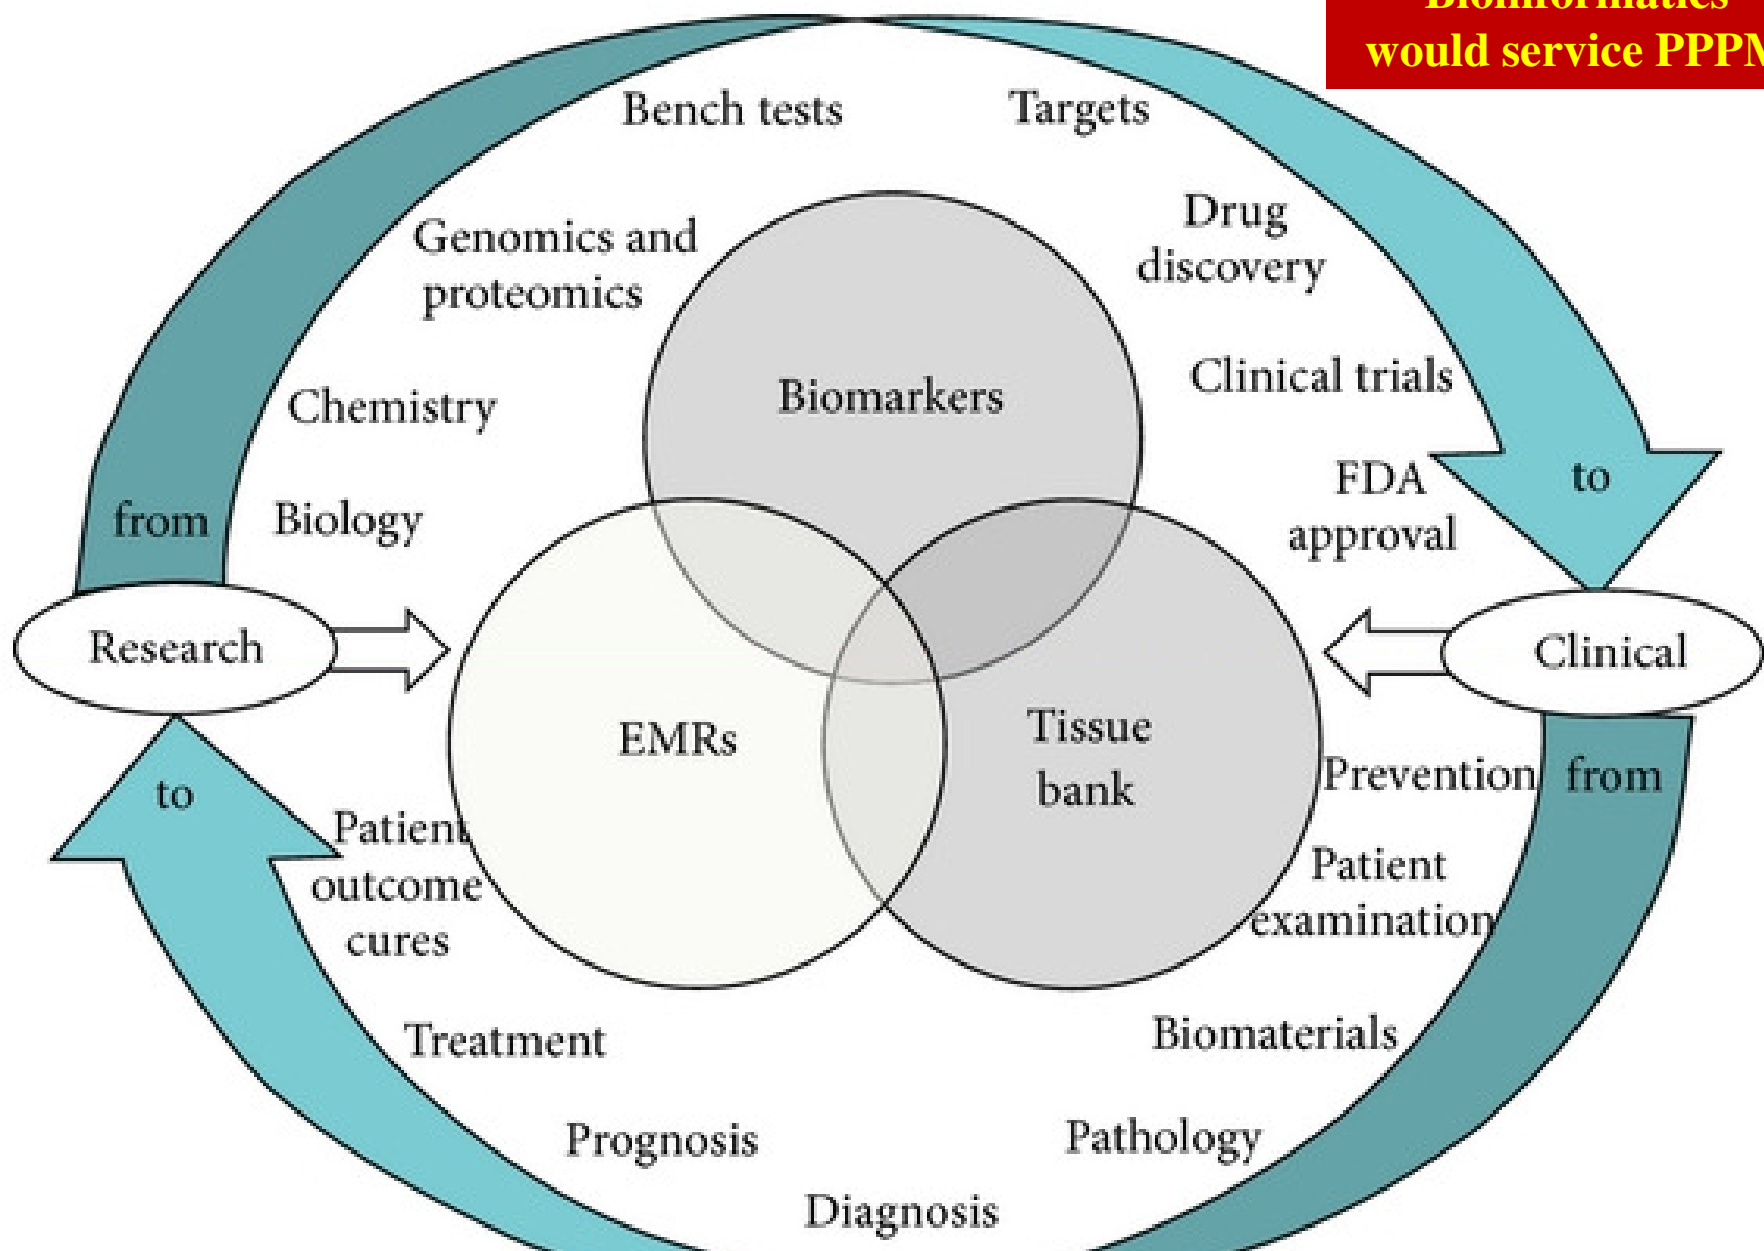 Bioinformatics
would service PPPM
Bench tests
Targets
Genomics and
proteomics
Drug
discovery
Chemistry
Biomarkers
Clinical trials
from
Biology
FDA
approval
to
Research
Clinical
EMRs
Tissue
bank
Prevention
from
to
Patient
outcome
cures
Patient
examination
Treatment
Biomaterials
Prognosis
Pathology
Diagnosis